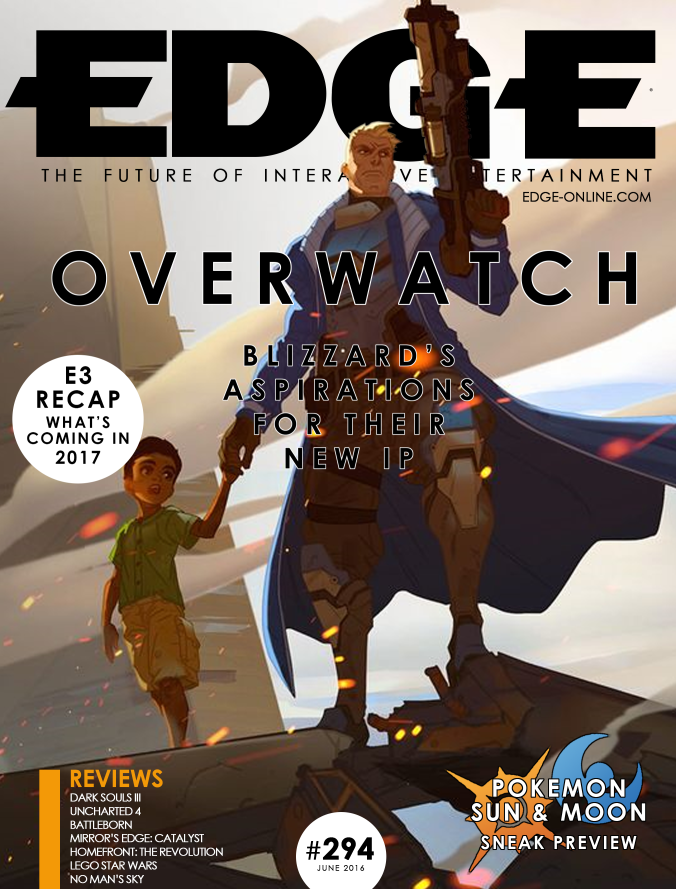 EDGE
THE FUTURE OF INTERA VE TERTAINMENT
EDGE-ONLINE.COM
OVERWATCH
BLIZZARD'S
ASPIRATIONS
FOR THEIR
NEW IP
E3
RECAP
WHAT'S
COMING IN
2017
REVIEWS
DARK SOULS III
UNCHARTED 4
BATTLEBORN
MIRROR'S EDGE: CATALYST
HOMEFRONT: THE REVOLUTION
LEGO STAR WARS
NO MAN'S SKY
#294
JUNE 2016
POKEMON
SUN & MOON
SNEAK PREVIEW